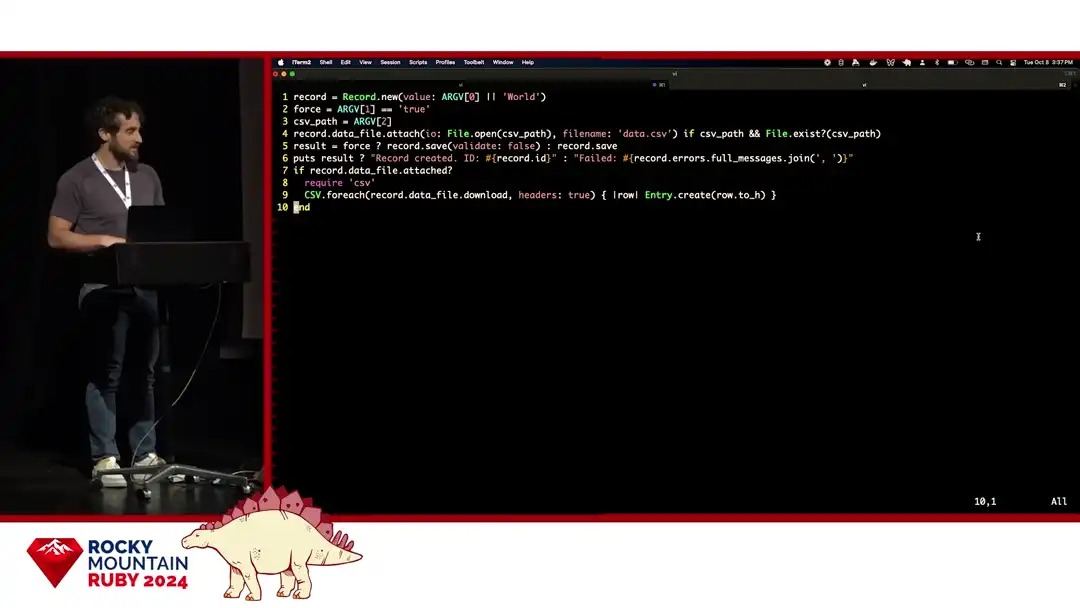 iTerm2 Shell Edit View Session Scripts Profiles Toolbelt Window Help
Tue Oct 8 3:37 PM
vi
vi ⌘1 vi ⌘2
1 record = Record.new(value: ARGV[0] || 'World')
2 force = ARGV[1] == 'true'
3 csv_path = ARGV[2]
4 record.data_file.attach(io: File.open(csv_path), filename: 'data.csv') if csv_path && File.exist?(csv_path)
5 result = force ? record.save(validate: false) : record.save
6 puts result ? "Record created. ID: #{record.id}" : "Failed: #{record.errors.full_messages.join(', ')}"
7 if record.data_file.attached?
8 require 'csv'
9 CSV.foreach(record.data_file.download, headers: true) { |row| Entry.create(row.to_h) }
10 end
10,1 All
ROCKY
MOUNTAIN
RUBY 2024